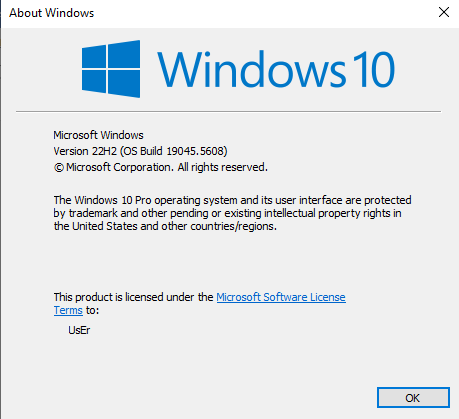 About Windows
Windows 10
Microsoft Windows
Version 22H2 (OS Build 19045.5608)
© Microsoft Corporation. All rights reserved.
The Windows 10 Pro operating system and its user interface are protected
by trademark and other pending or existing intellectual property rights in
the United States and other countries/regions.
This product is licensed under the Microsoft Software License
Terms to:
UsEr
OK